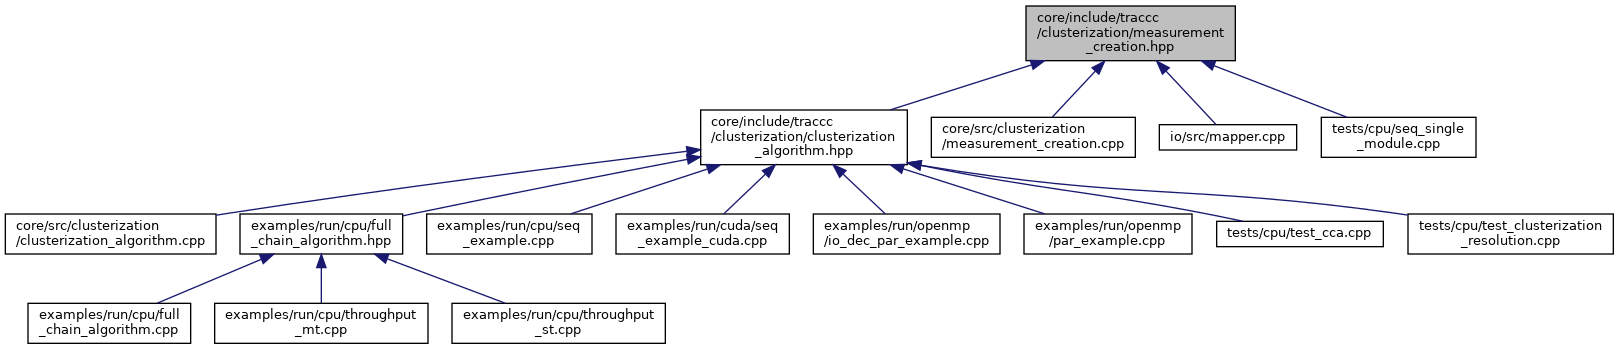 core/include/traccc
/clusterization/measurement
_creation.hpp
core/include/traccc
/clusterization/clusterization
_algorithm.hpp
core/src/clusterization
/measurement_creation.cpp
io/src/mapper.cpp
tests/cpu/seq_single
_module.cpp
core/src/clusterization
/clusterization_algorithm.cpp
examples/run/cpu/full
_chain_algorithm.hpp
examples/run/cpu/seq
_example.cpp
examples/run/cuda/seq
_example_cuda.cpp
examples/run/openmp
/io_dec_par_example.cpp
examples/run/openmp
/par_example.cpp
tests/cpu/test_cca.cpp
tests/cpu/test_clusterization
_resolution.cpp
examples/run/cpu/full
_chain_algorithm.cpp
examples/run/cpu/throughput
_mt.cpp
examples/run/cpu/throughput
_st.cpp